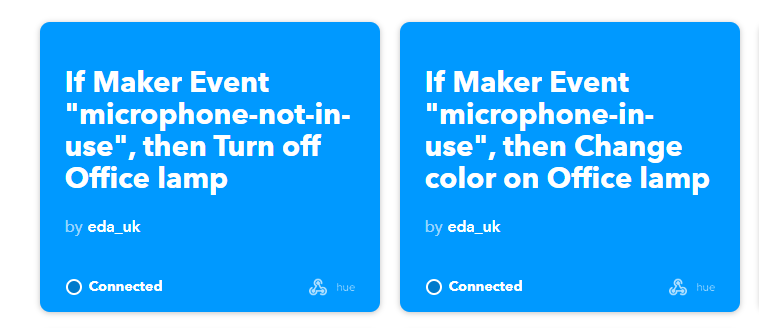 If Maker Event
"microphone-not-in-
use", then Turn off
Office lamp
by eda_uk
Connected
hue
If Maker Event
"microphone-in-
use", then Change
color on Office lamp
by eda_uk
Connected
hue